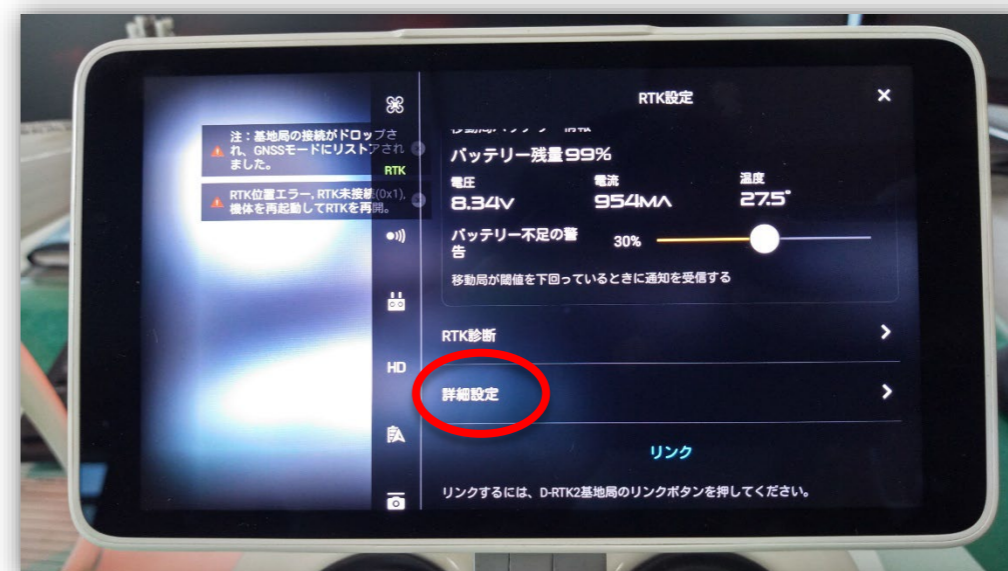 RTK設定
×
注：基地局の接続がドロップさ
れ、GNSSモードにリストアされ
ました。
RTK
RTK位置エラー, RTK未接続(0x1),
機体を再起動してRTKを再開。
HD
バッテリー残量99%
電圧
電流
温度
8.34V
954MA
27.5°
バッテリー不足の警
告
30%
移動局が閾値を下回っているときに通知を受信する
RTK診断
詳細設定
リンク
リンクするには、D-RTK2基地局のリンクボタンを押してください。